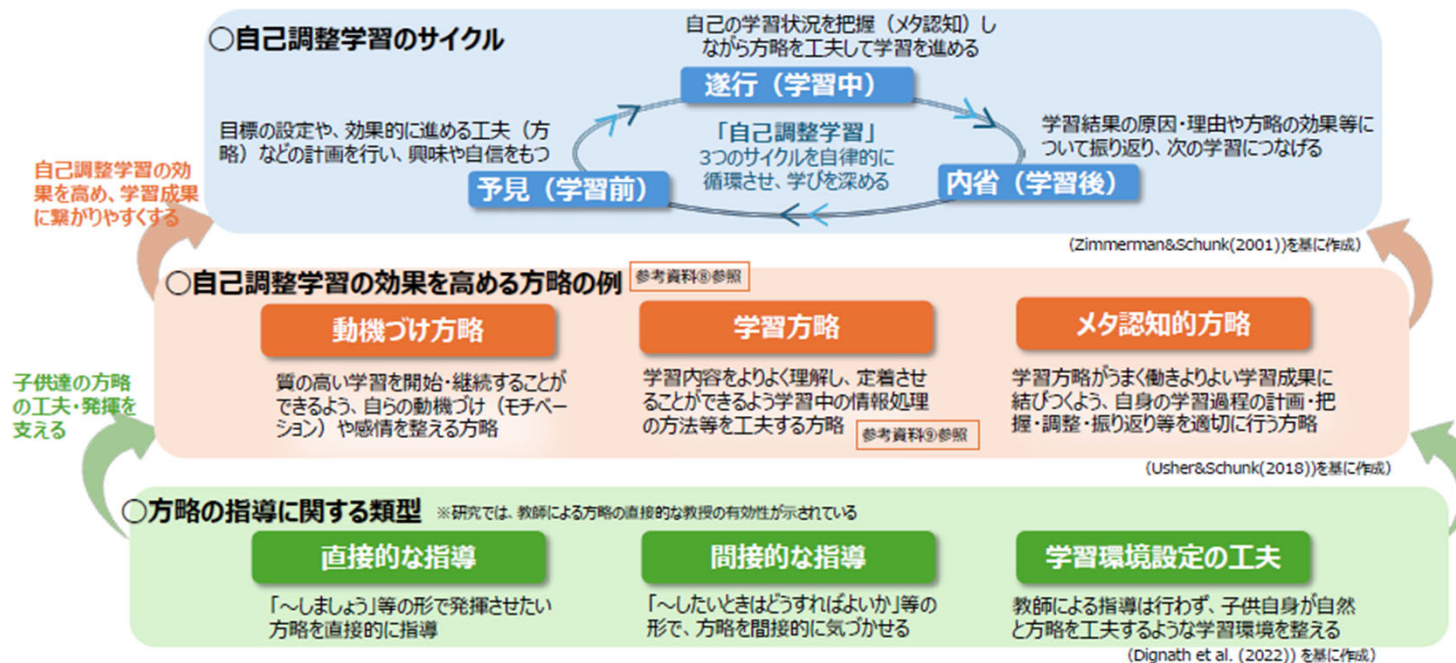 ○自己調整学習のサイクル
自己の学習状況を把握（メタ認知）し
ながら方略を工夫して学習を進める
遂行（学習中）
目標の設定や、効果的に進める工夫（方
略）などの計画を行い、興味や自信をもつ
「自己調整学習」
3つのサイクルを自律的に
循環させ、学びを深める
学習結果の原因・理由や方略の効果等に
ついて振り返り、次の学習につなげる
予見（学習前）
内省（学習後）
（Zimmerman&Schunk(2001)）を基に作成）
自己調整学習の効
果を高め、学習成果
に繋がりやすくする
○自己調整学習の効果を高める方略の例
参考資料⑧参照
動機づけ方略
学習方略
メタ認知的方略
質の高い学習を開始・継続することが
できるよう、自らの動機づけ（モチベー
ション）や感情を整える方略
学習内容をよりよく理解し、定着させ
ることができるよう学習中の情報処理
の方法等を工夫する方略
参考資料⑨参照
学習方略がうまく働きよりよい学習成果に
結びつくよう、自身の学習過程の計画・把
握・調整・振り返り等を適切に行う方略
（Usher&Schunk(2018)）を基に作成）
子供達の方略
の工夫・発揮を
支える
○方略の指導に関する類型
※研究では、教師による方略の直接的な教授の有効性が示されている
直接的な指導
間接的な指導
学習環境設定の工夫
「～しましょう」等の形で発揮させたい
方略を直接的に指導
「～したいときはどうすればよいか」等の
形で、方略を間接的に気づかせる
教師による指導は行わず、子供自身が自然
と方略を工夫するような学習環境を整える
（Dignath et al. (2022)）を基に作成）